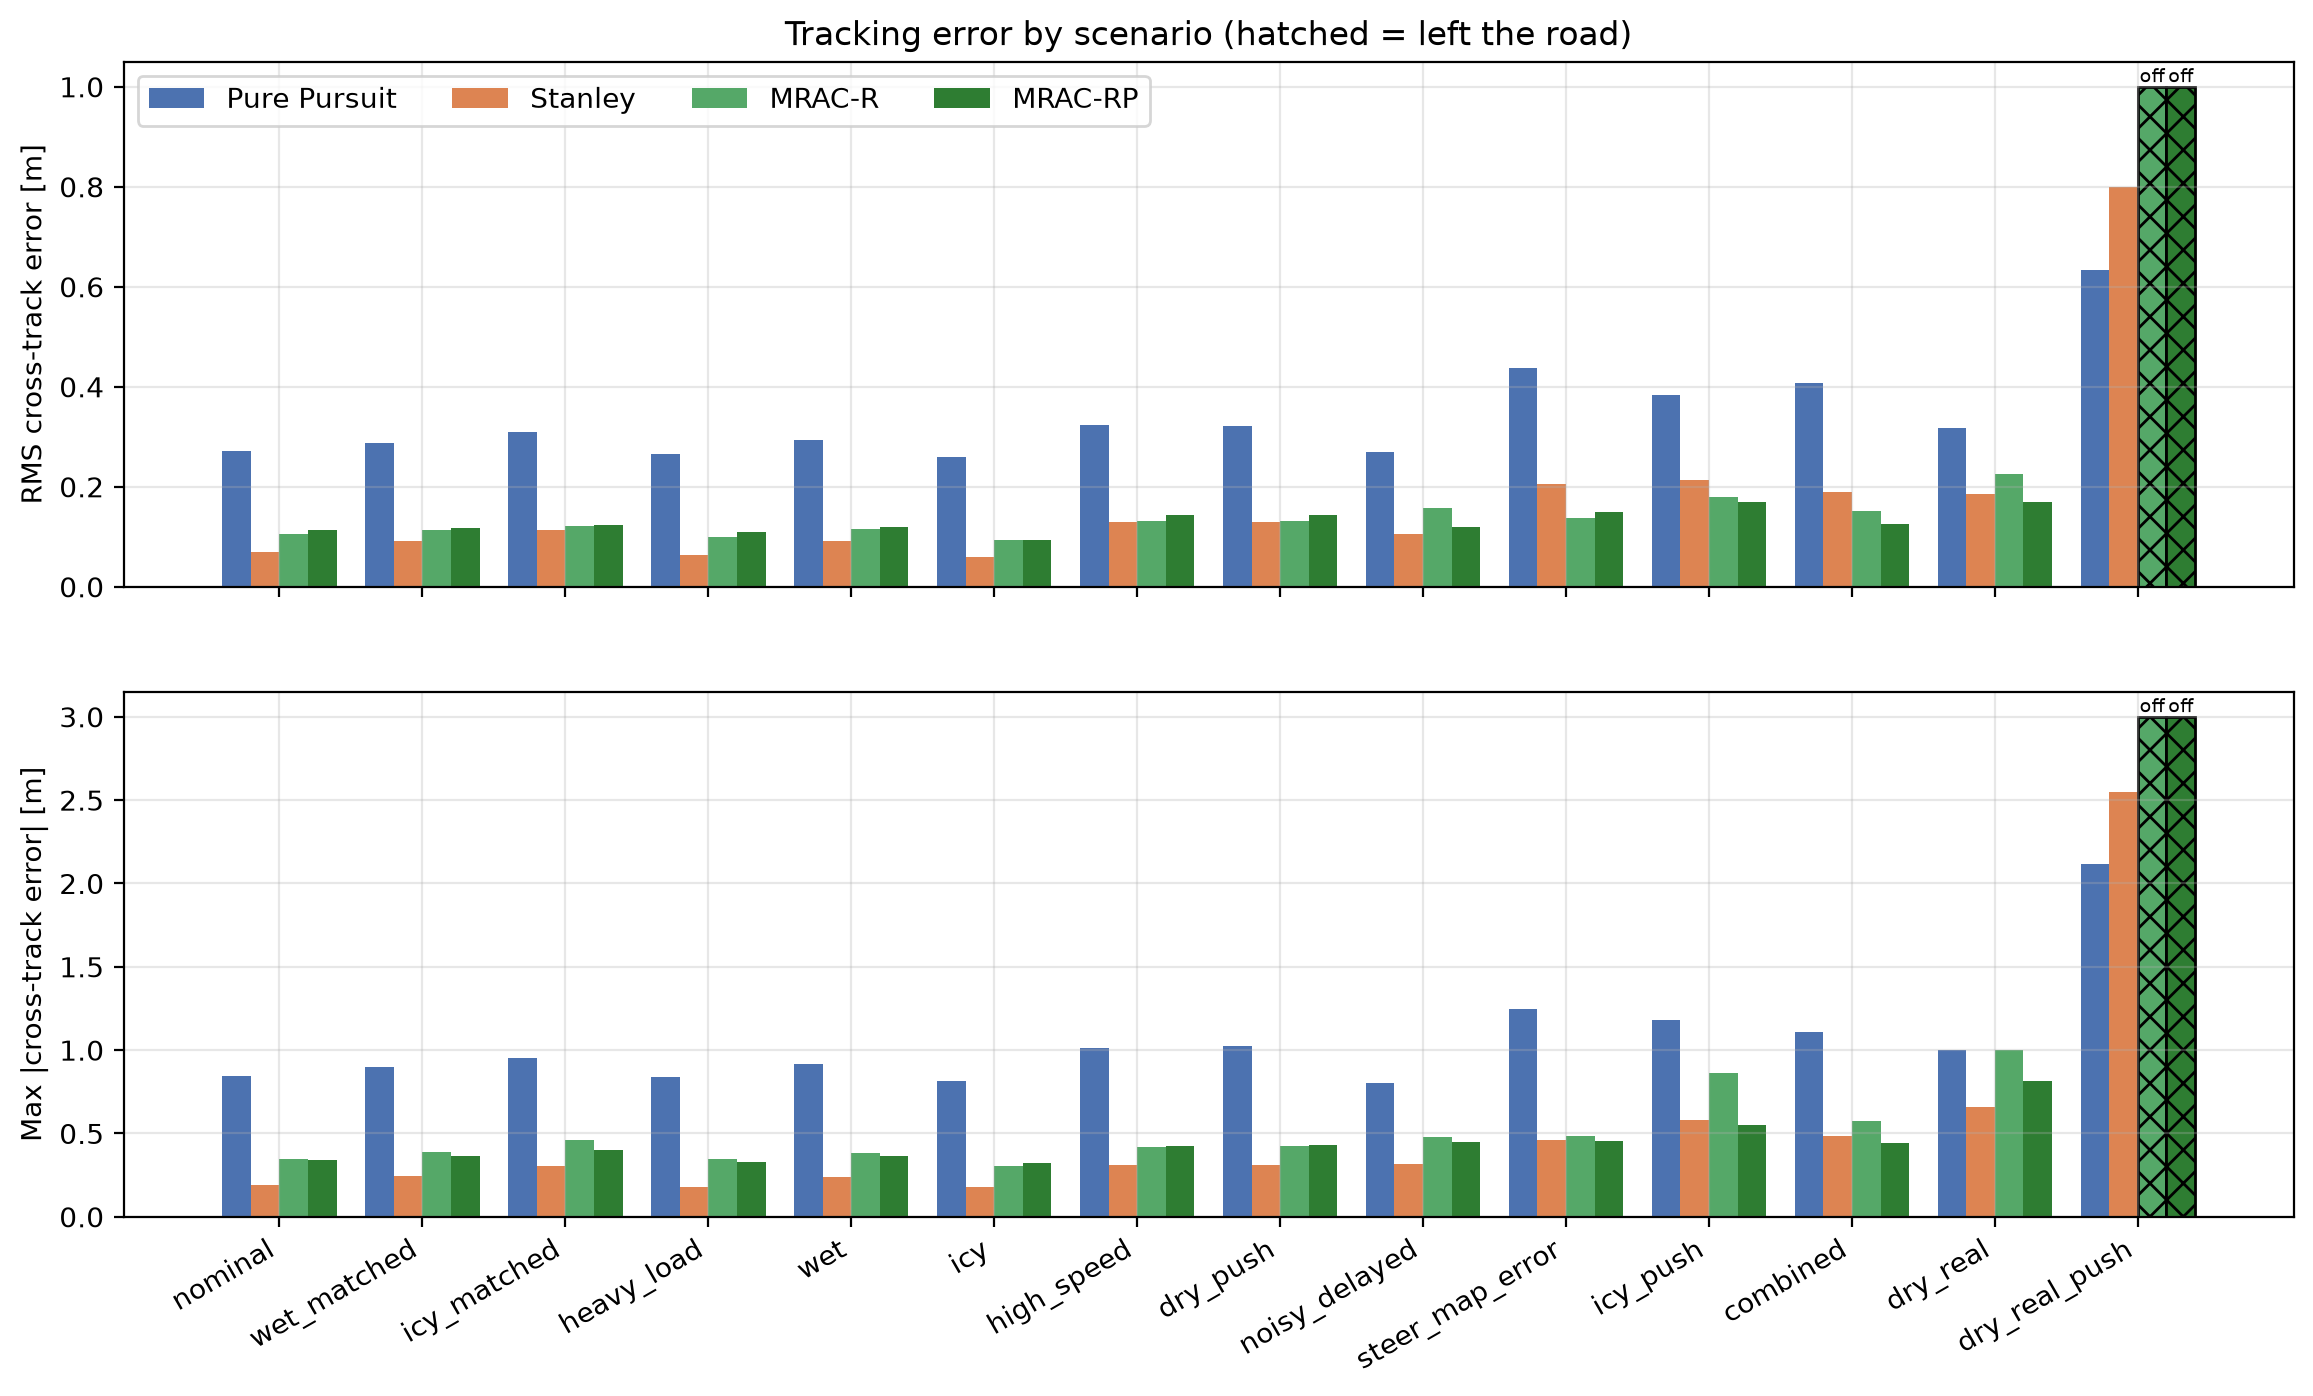 Tracking error by scenario (hatched = left the road)
Pure Pursuit Stanley MRAC-R MRAC-RP
off off
RMS cross-track error [m]
1.0
0.8
0.6
0.4
0.2
0.0
off off
Max |cross-track error| [m]
3.0
2.5
2.0
1.5
1.0
0.5
0.0
nominal
wet_matched
icy_matched
heavy_load
wet
icy
high_speed
dry_push
noisy_delayed
steer_map_error
icy_push
combined
dry_real
dry_real_push